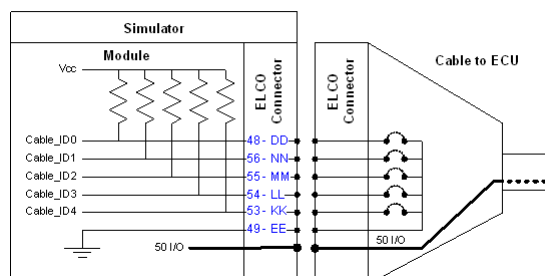 Simulator
Module
Vcc
ELCO
Connector
ELCO
Connector
Cable to ECU
Cable_ID0
48 - DD
Cable_ID1
56 - NN
Cable_ID2
55 - MM
Cable_ID3
54 - LL
Cable_ID4
53 - KK
49 - EE
50 I/O
50 I/O